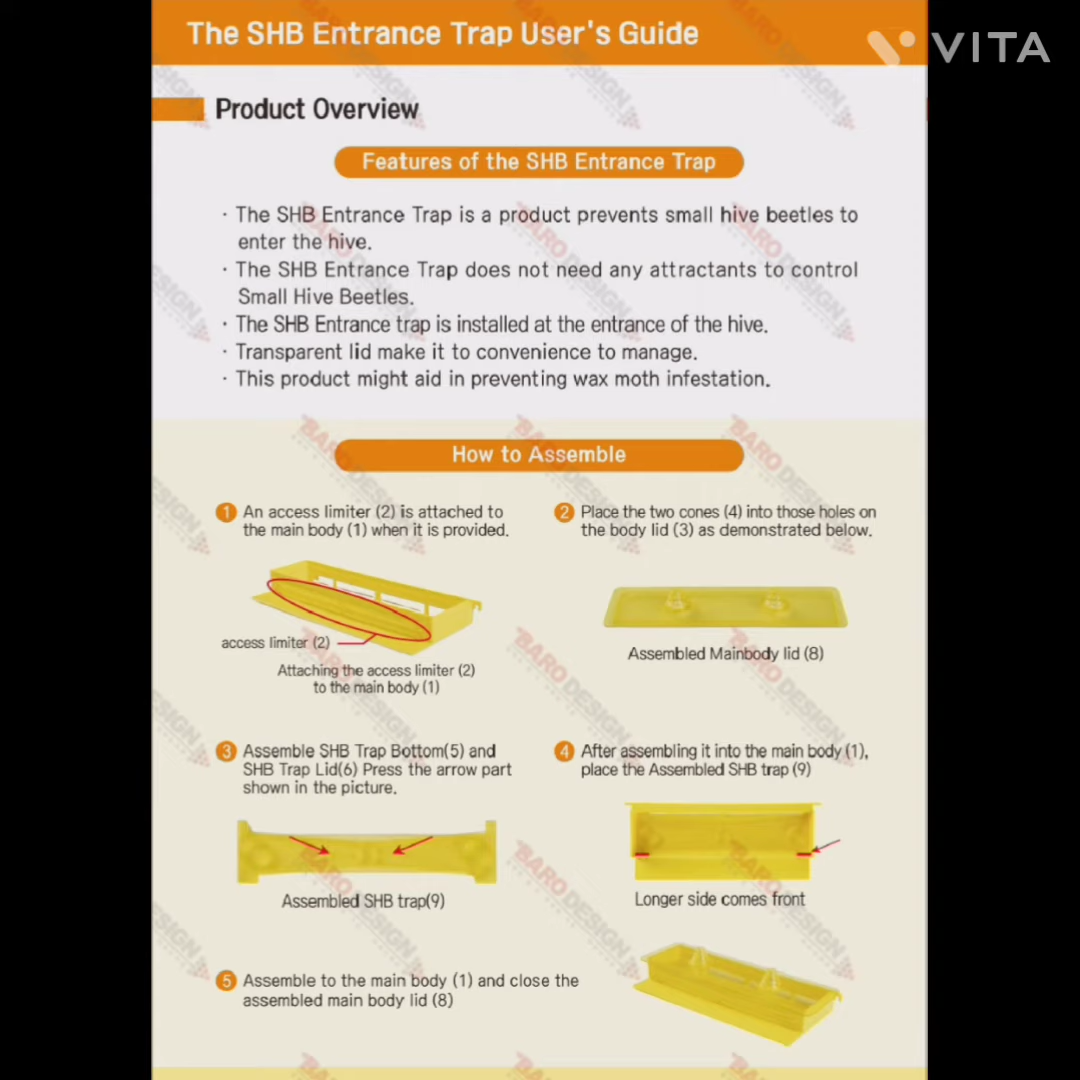 The SHB Entrance Trap User's Guide
VITA
Product Overview
Features of the SHB Entrance Trap
· The SHB Entrance Trap is a product prevents small hive beetles to
enter the hive.
· The SHB Entrance Trap does not need any attractants to control
Small Hive Beetles.
· The SHB Entrance trap is installed at the entrance of the hive.
· Transparent lid make it to convenience to manage.
· This product might aid in preventing wax moth infestation.
How to Assemble
1 An access limiter (2) is attached to
the main body (1) when it is provided.
access limiter (2)
Attaching the access limiter (2)
to the main body (1)
2 Place the two cones (4) into those holes on
the body lid (3) as demonstrated below.
Assembled Mainbody lid (8)
3 Assemble SHB Trap Bottom(5) and
SHB Trap Lid(6) Press the arrow part
shown in the picture.
Assembled SHB trap(9)
4 After assembling it into the main body (1),
place the Assembled SHB trap (9)
Longer side comes front
5 Assemble to the main body (1) and close the
assembled main body lid (8)
BARO DESIGN